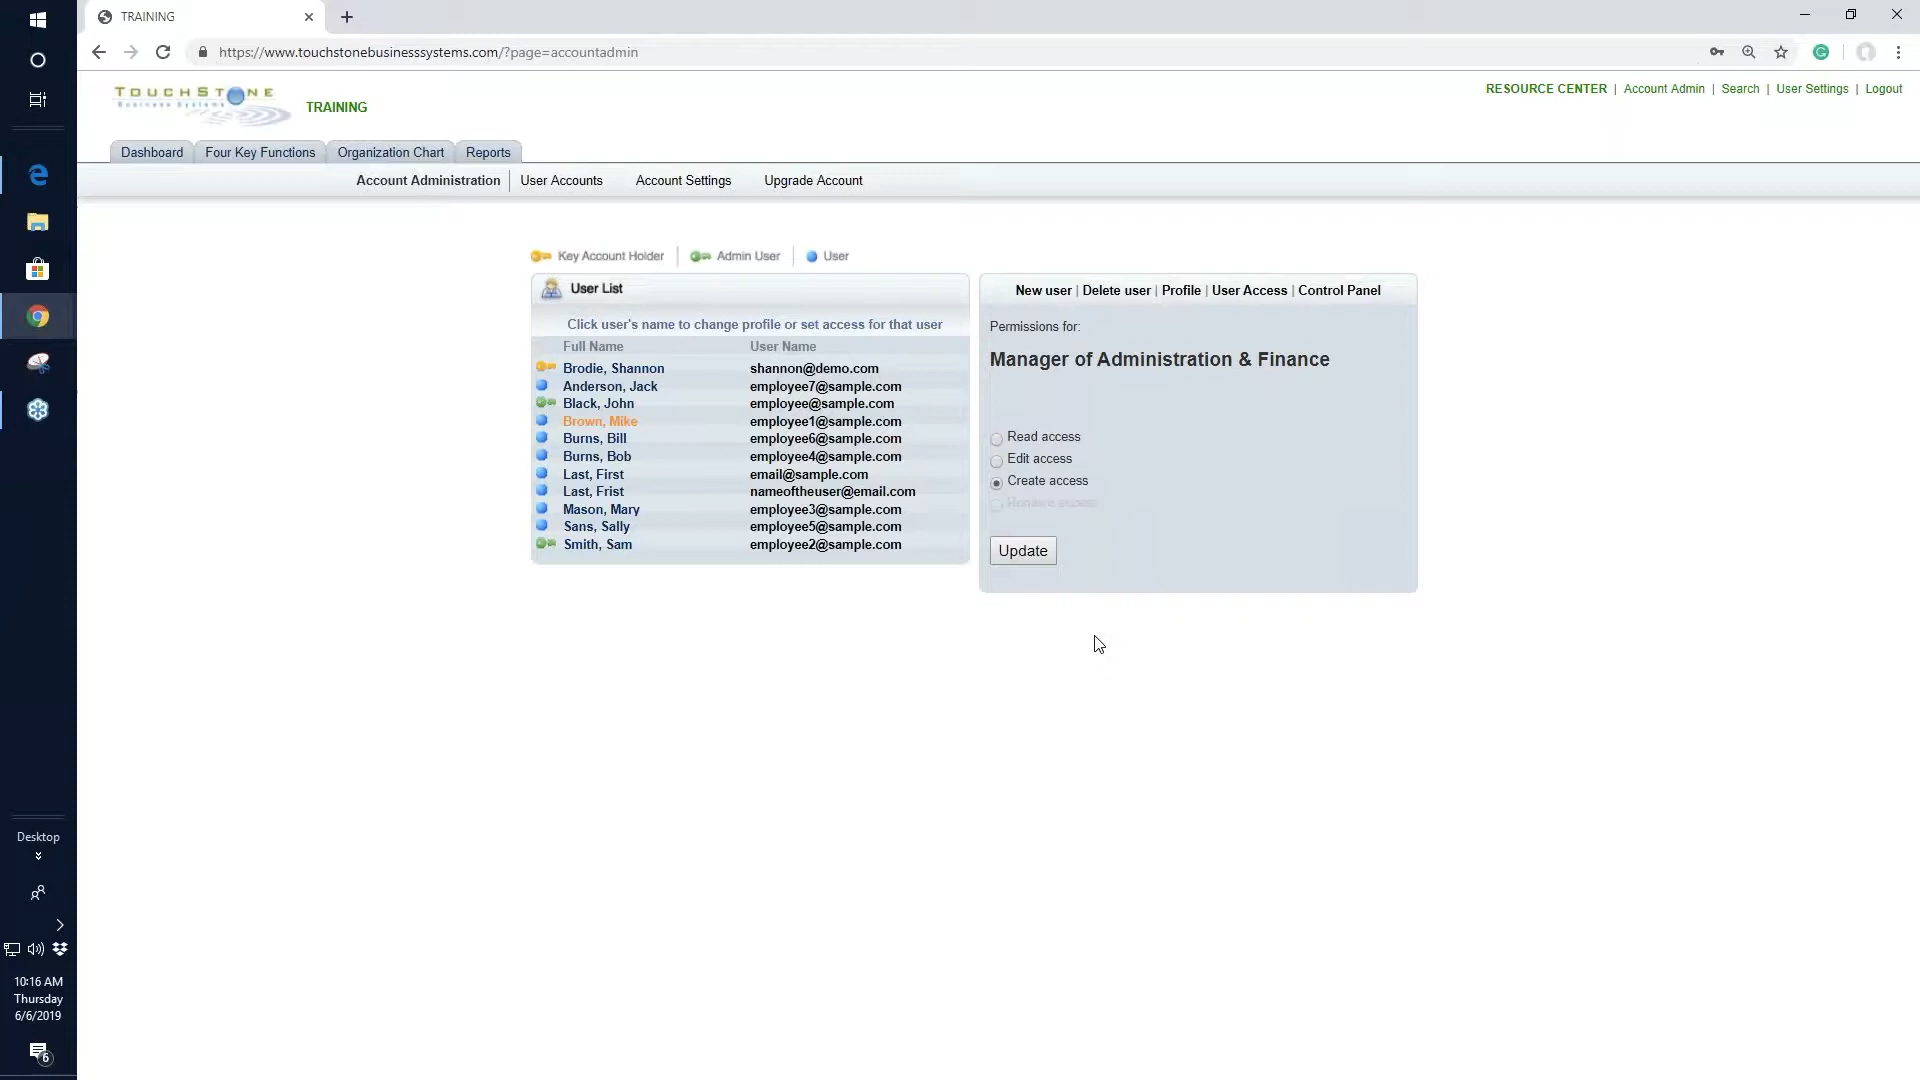 TRAINING
https://www.touchstonebusinesssystems.com/?page=accountadmin
TOUCHSTONE
Business Systems
TRAINING
RESOURCE CENTER | Account Admin | Search | User Settings | Logout
Dashboard Four Key Functions Organization Chart Reports
Account Administration User Accounts Account Settings Upgrade Account
Key Account Holder Admin User User
User List
Click user's name to change profile or set access for that user
Full Name User Name
Brodie, Shannon shannon@demo.com
Anderson, Jack employee7@sample.com
Black, John employee@sample.com
Brown, Mike employee1@sample.com
Burns, Bill employee6@sample.com
Burns, Bob employee4@sample.com
Last, First email@sample.com
Last, Frist nameoftheuser@email.com
Mason, Mary employee3@sample.com
Sans, Sally employee5@sample.com
Smith, Sam employee2@sample.com
New user | Delete user | Profile | User Access | Control Panel
Permissions for:
Manager of Administration & Finance
Read access
Edit access
Create access
Remove access
Update
Desktop
10:16 AM
Thursday
6/6/2019
6